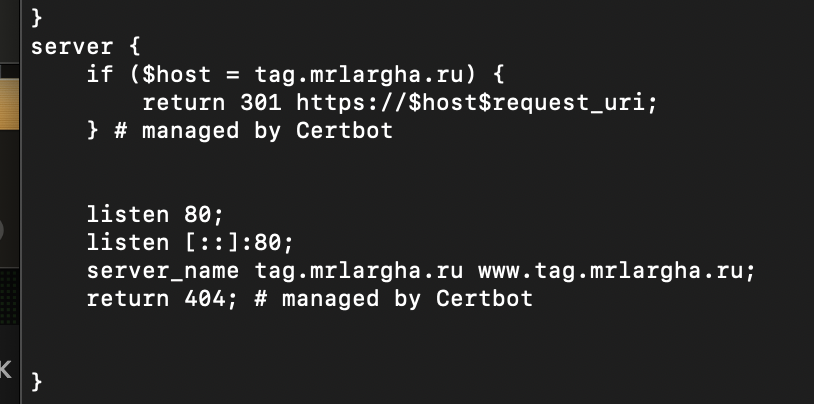 }
server {
    if ($host = tag.mrlargha.ru) {
        return 301 https://$host$request_uri;
    } # managed by Certbot
    listen 80;
    listen [::]:80;
    server_name tag.mrlargha.ru www.tag.mrlargha.ru;
    return 404; # managed by Certbot
K
}